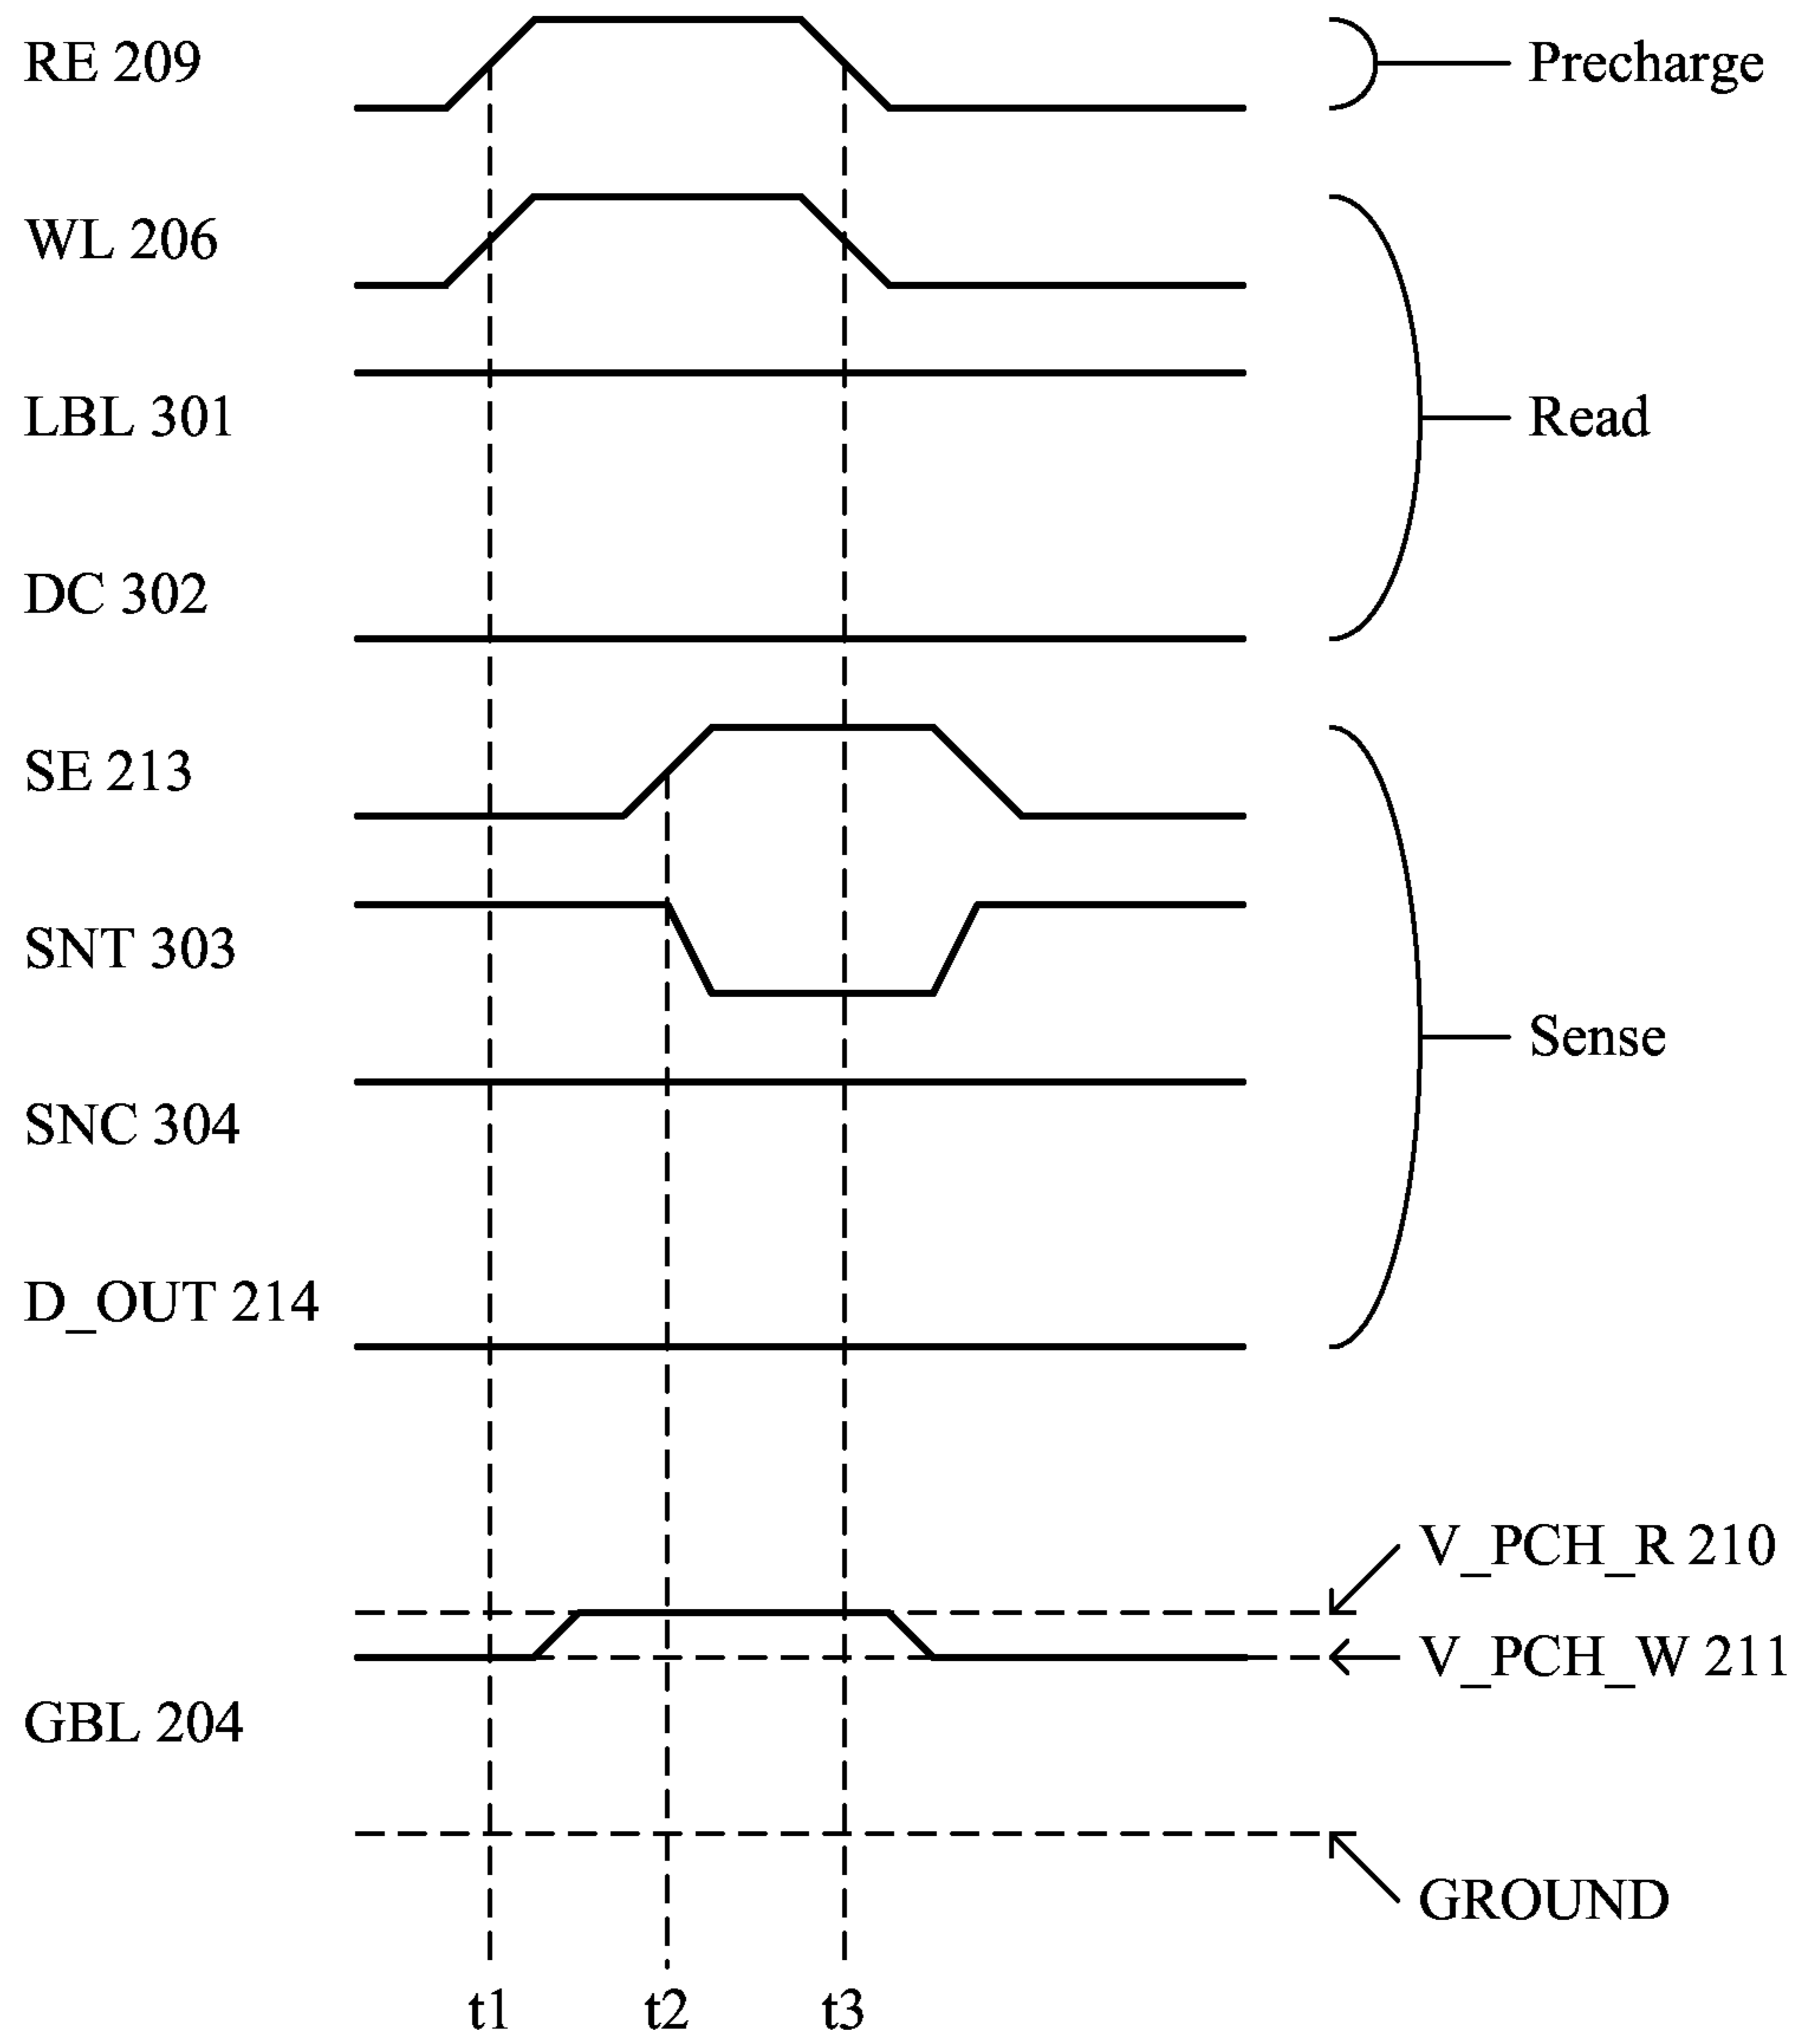 RE 209
Precharge
WL 206
LBL 301
Read
DC 302
SE 213
SNT 303
Sense
SNC 304
D_OUT 214
V_PCH_R 210
V_PCH_W 211
GBL 204
GROUND
t1 t2 t3